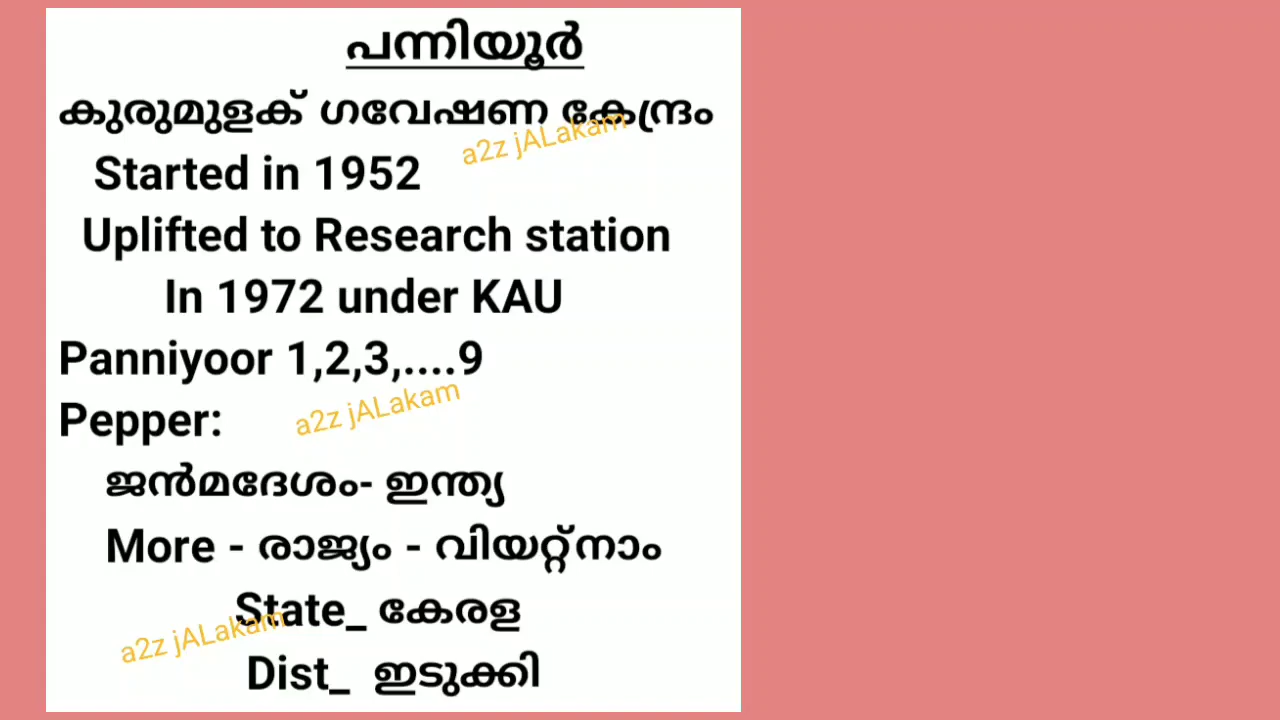 പന്നിയൂർ
കുരുമുളക് ഗവേഷണ കേന്ദ്രം
a2z jALakam
Started in 1952
Uplifted to Research station
In 1972 under KAU
Panniyoor 1,2,3,....9
a2z jALakam
Pepper:
ജൻമദേശം- ഇന്ത്യ
More - രാജ്യം - വിയറ്റ്നാം
State_ കേരള
a2z jALakam
Dist_ ഇടുക്കി